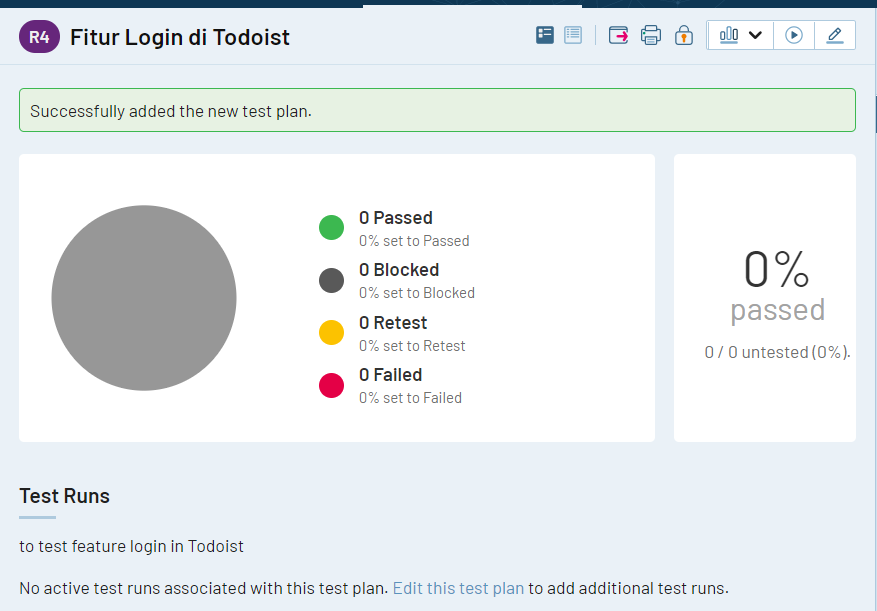 R4 Fitur Login di Todoist
Successfully added the new test plan.
0 Passed
0% set to Passed
0 Blocked
0% set to Blocked
0 Retest
0% set to Retest
0 Failed
0% set to Failed
0%
passed
0 / 0 untested (0%).
Test Runs
to test feature login in Todoist
No active test runs associated with this test plan. Edit this test plan to add additional test runs.